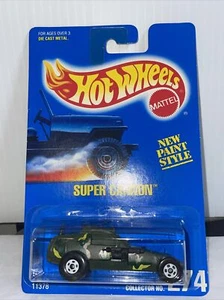 FOR AGES OVER 3
DIE CAST METAL
Hot Wheels
MATTEL
NEW
PAINT
STYLE
SUPER CANNON
11378
COLLECTOR NO. 274